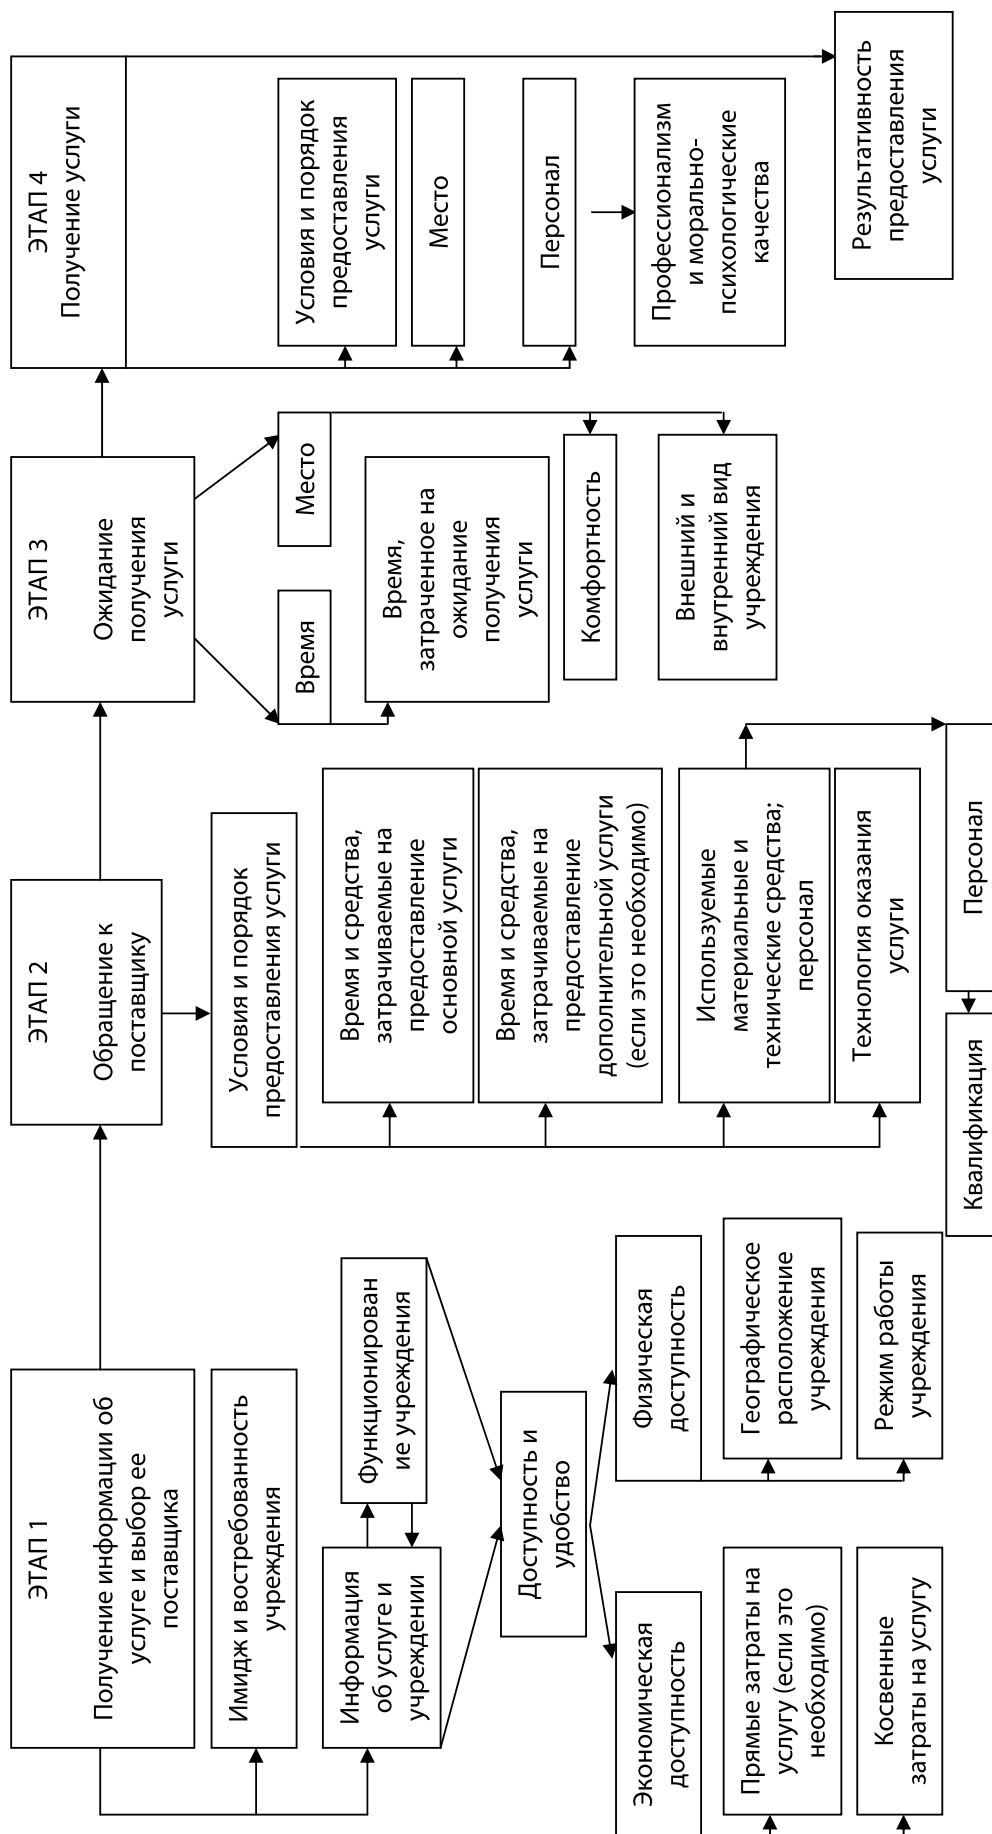 ЭТАП 1
Получение информации об
услуге и выбор ее
поставщика
Имидж и востребованность
учреждения
Информация
об услуге и
учреждении
Функционирован
ие учреждения
Доступность и
удобство
Экономическая
доступность
Физическая
доступность
Прямые затраты на
услугу (если это
необходимо)
Географическое
расположение
учреждения
Косвенные
затраты на услугу
Режим работы
учреждения
ЭТАП 2
Обращение к
поставщику
Условия и порядок
предоставления услуги
Время и средства,
затрачиваемые на
предоставление
основной услуги
Время и средства,
затрачиваемые на
предоставление
дополнительной услуги
(если это необходимо)
Используемые
материальные и
технические средства;
персонал
Технология оказания
услуги
Квалификация
Персонал
ЭТАП 3
Ожидание
получения
услуги
Время
Место
Время,
затраченное на
ожидание
получения
услуги
Комфортность
Внешний и
внутренний вид
учреждения
ЭТАП 4
Получение услуги
Условия и порядок
предоставления
услуги
Место
Персонал
Профессионализм
и морально-
психологические
качества
Результативность
предоставления
услуги